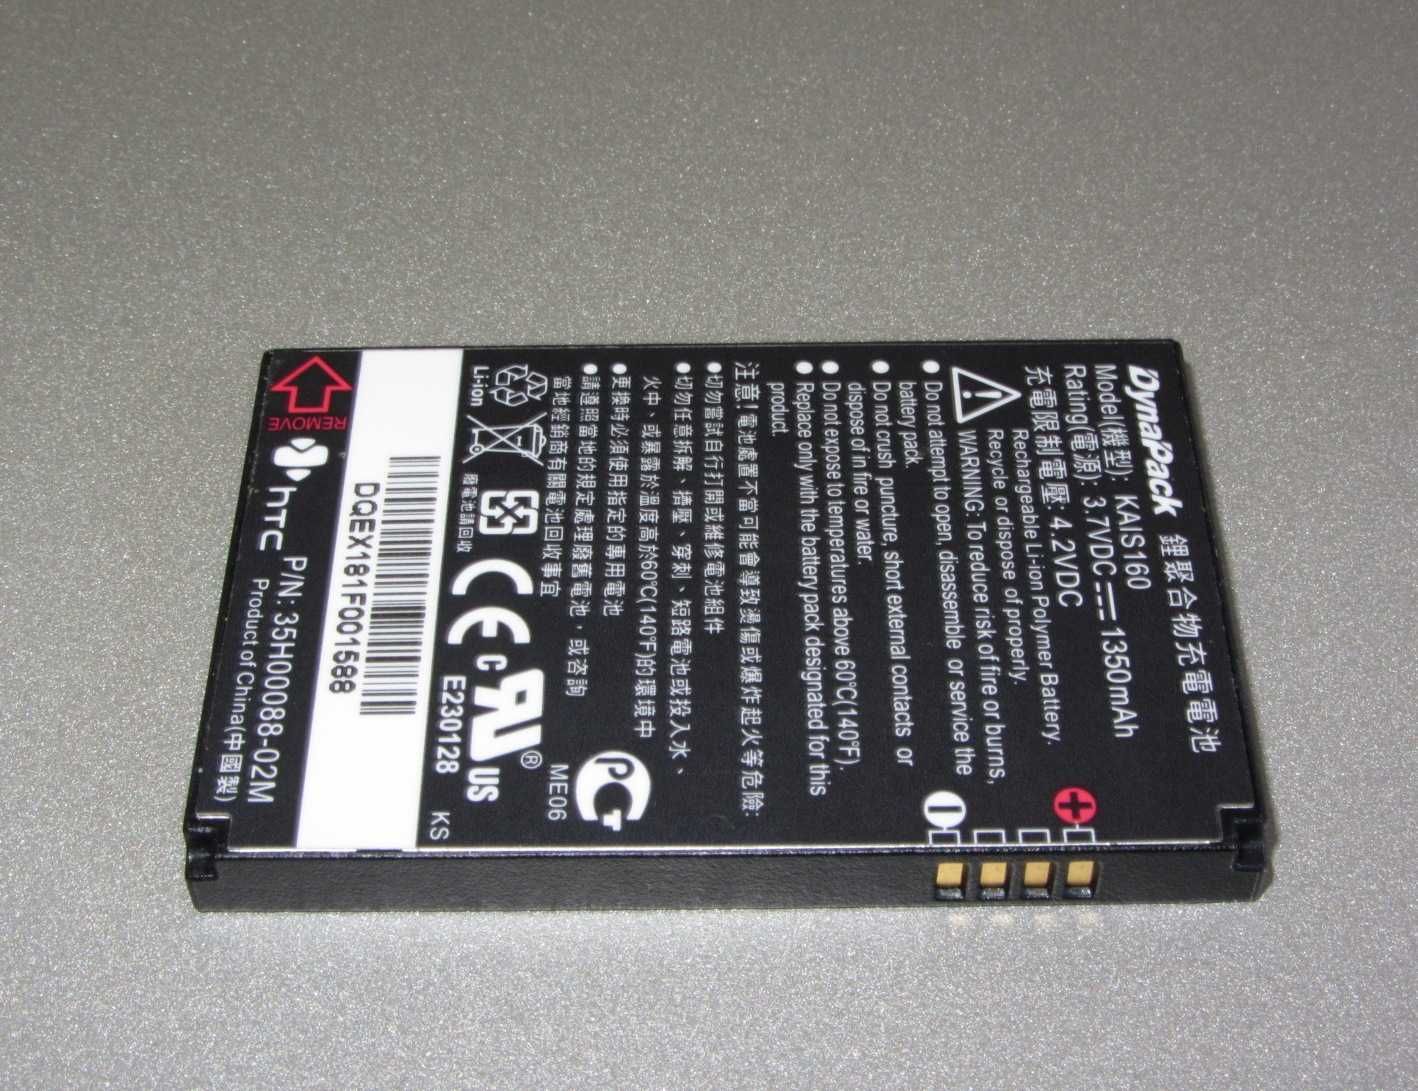 Dyna'Pack 鋰聚合物充電電池
Model(機型): KAIS160
Rating(電源): 3.7VDC 1350mAh
充電限制電壓: 4.2VDC
Rechargeable Li-ion Polymer Battery.
Recycle or dispose of properly.
WARNING: To reduce risk of fire or burns,
Do not attempt to open, disassemble or service the
battery pack.
Do not crush, puncture, short external contacts or
dispose of in fire or water.
Do not expose to temperatures above 60℃(140℉).
Replace only with the battery pack designated for this
product.
注意!電池處置不當可能會導致燙傷或爆炸起火等危險:
切勿嘗試自行打開或維修電池組件
切勿任意拆解、擠壓、穿刺、短路電池或投入水、
火中、或暴露於溫度高於60℃(140℉)的環境中
更換時必須使用指定的專用電池
請遵照當地的規定處理廢舊電池,或咨詢
當地經銷商有關電池回收事宜
Li-ion
廢電池請回收
CE
c RU US ®
E230128
PCT
ME06
KS
DQEX181F001588
REMOVE
hTC
P/N:35H00088-02M
Product of China(中國製)